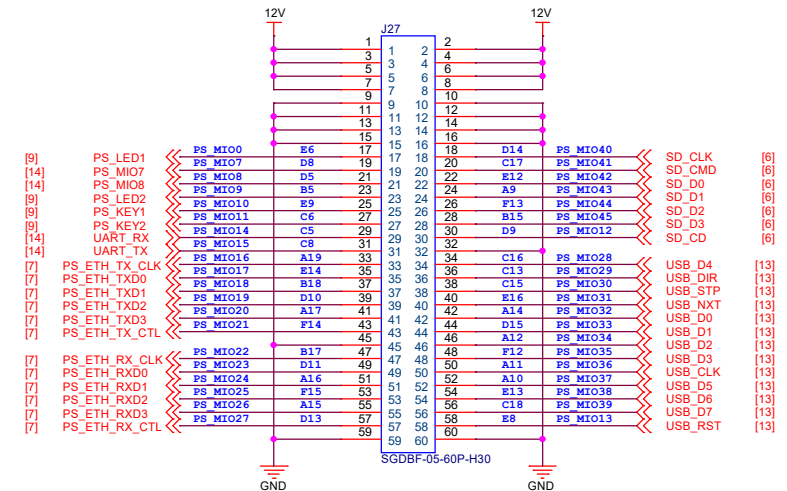 12V 12V
J27
1 1 2 2
3 3 4 4
5 5 6 6
7 7 8 8
9 9 10 10
11 11 12 12
13 13 14 14
15 15 16 16
[9] PS_LED1 PS_MIO0 E6 17 17 18 18 D14 PS_MIO40 SD_CLK [6]
[14] PS_MIO7 PS_MIO7 D8 19 19 20 20 C17 PS_MIO41 SD_CMD [6]
[14] PS_MIO8 PS_MIO8 D5 21 21 22 22 E12 PS_MIO42 SD_D0 [6]
[9] PS_LED2 PS_MIO9 B5 23 23 24 24 A9 PS_MIO43 SD_D1 [6]
[9] PS_KEY1 PS_MIO10 E9 25 25 26 26 F13 PS_MIO44 SD_D2 [6]
[9] PS_KEY2 PS_MIO11 C6 27 27 28 28 B15 PS_MIO45 SD_D3 [6]
[14] UART_RX PS_MIO14 C5 29 29 30 30 D9 PS_MIO12 SD_CD [6]
[14] UART_TX PS_MIO15 C8 31 31 32 32
[7] PS_ETH_TX_CLK PS_MIO16 A19 33 33 34 34 C16 PS_MIO28 USB_D4 [13]
[7] PS_ETH_TXD0 PS_MIO17 E14 35 35 36 36 C13 PS_MIO29 USB_DIR [13]
[7] PS_ETH_TXD1 PS_MIO18 B18 37 37 38 38 C15 PS_MIO30 USB_STP [13]
[7] PS_ETH_TXD2 PS_MIO19 D10 39 39 40 40 E16 PS_MIO31 USB_NXT [13]
[7] PS_ETH_TXD3 PS_MIO20 A17 41 41 42 42 A14 PS_MIO32 USB_D0 [13]
[7] PS_ETH_TX_CTL PS_MIO21 F14 43 43 44 44 D15 PS_MIO33 USB_D1 [13]
45 45 46 46 A12 PS_MIO34 USB_D2 [13]
[7] PS_ETH_RX_CLK PS_MIO22 B17 47 47 48 48 F12 PS_MIO35 USB_D3 [13]
[7] PS_ETH_RXD0 PS_MIO23 D11 49 49 50 50 A11 PS_MIO36 USB_CLK [13]
[7] PS_ETH_RXD1 PS_MIO24 A16 51 51 52 52 A10 PS_MIO37 USB_D5 [13]
[7] PS_ETH_RXD2 PS_MIO25 F15 53 53 54 54 E13 PS_MIO38 USB_D6 [13]
[7] PS_ETH_RXD3 PS_MIO26 A15 55 55 56 56 C18 PS_MIO39 USB_D7 [13]
[7] PS_ETH_RX_CTL PS_MIO27 D13 57 57 58 58 E8 PS_MIO13 USB_RST [13]
59 59 60 60
SGDBF-05-60P-H30
GND GND